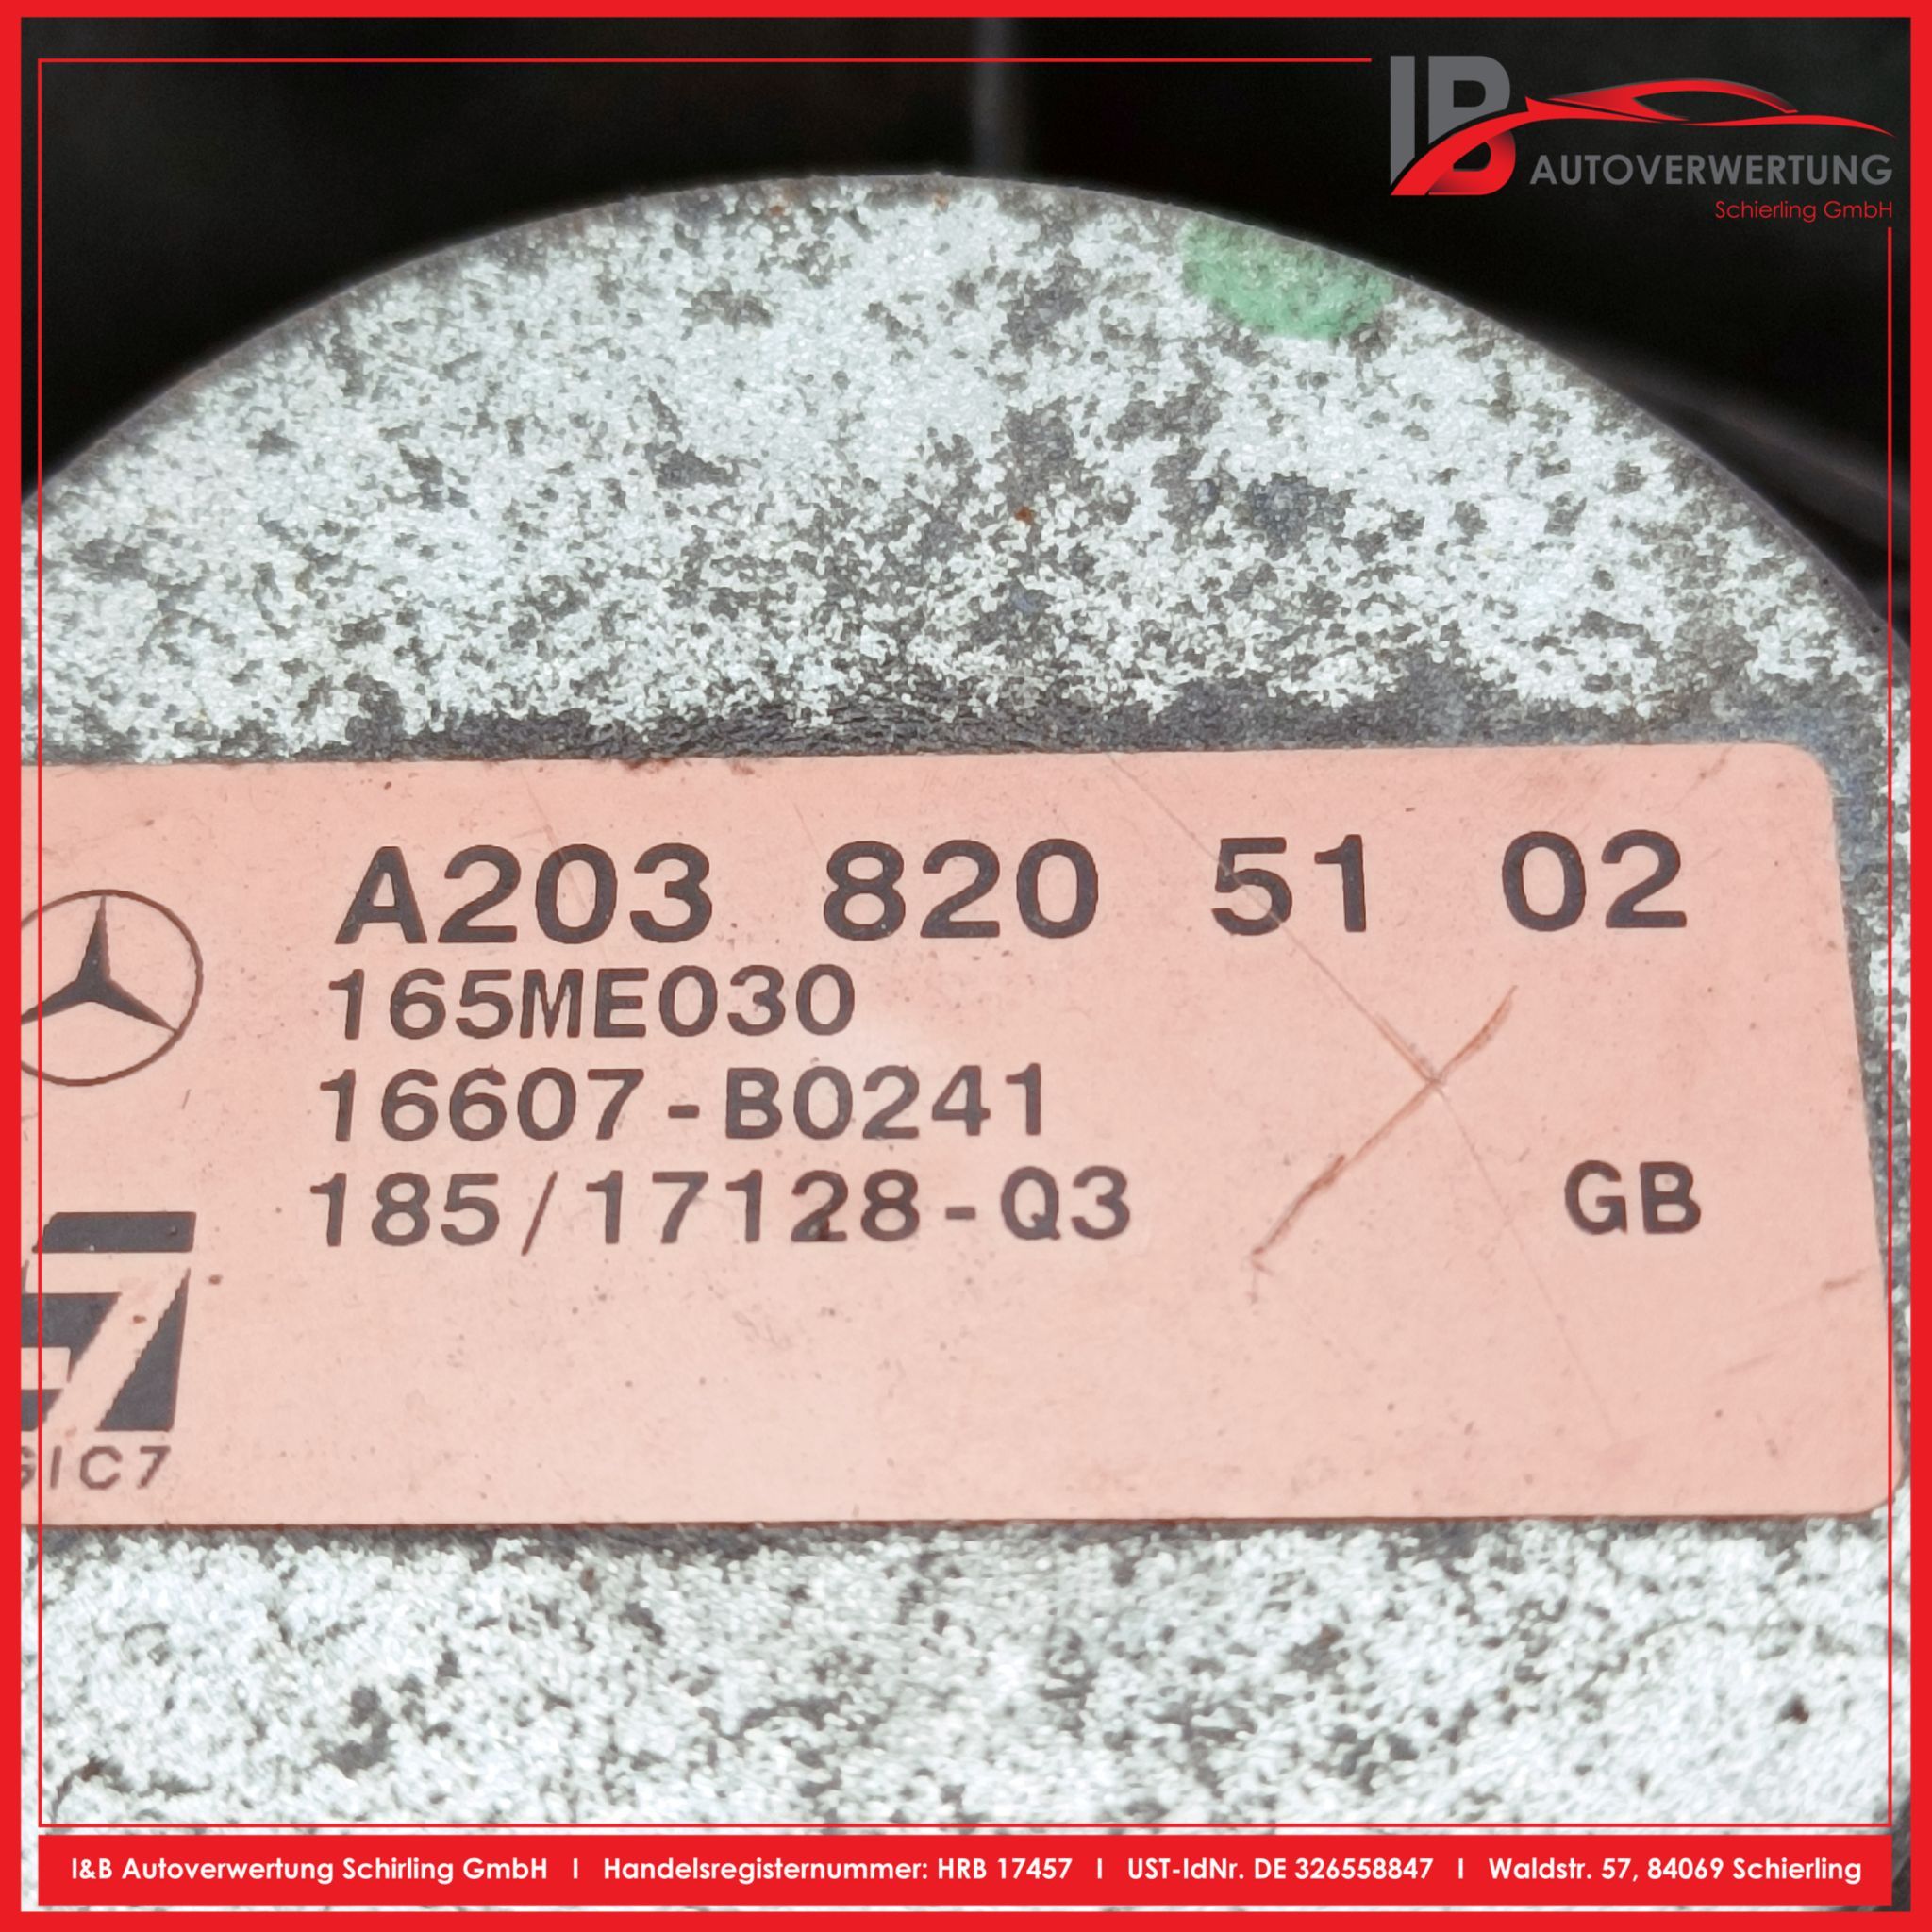 IB
AUTOVERWERTUNG
Schierling GmbH
A203 820 51 02
165ME030
16607-B0241
185/17128-Q3
GB
GIC7
I&B Autoverwertung Schirling GmbH I Handelsregisternummer: HRB 17457 I UST-IdNr. DE 326558847 I Waldstr. 57, 84069 Schierling